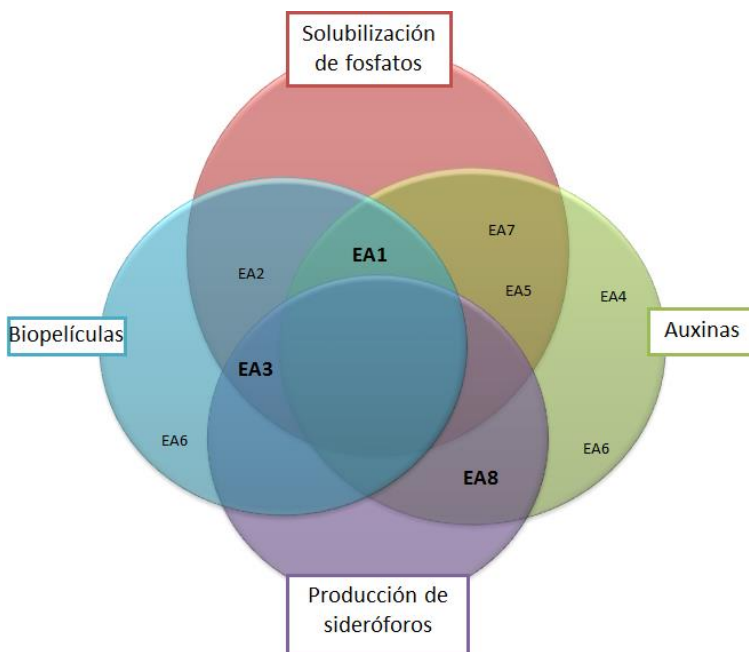 Solubilización
de fosfatos
EA7
EA1
EA2
EA5
EA4
Biopelículas
Auxinas
EA3
EA6
EA6
EA8
Producción de
sideróforos